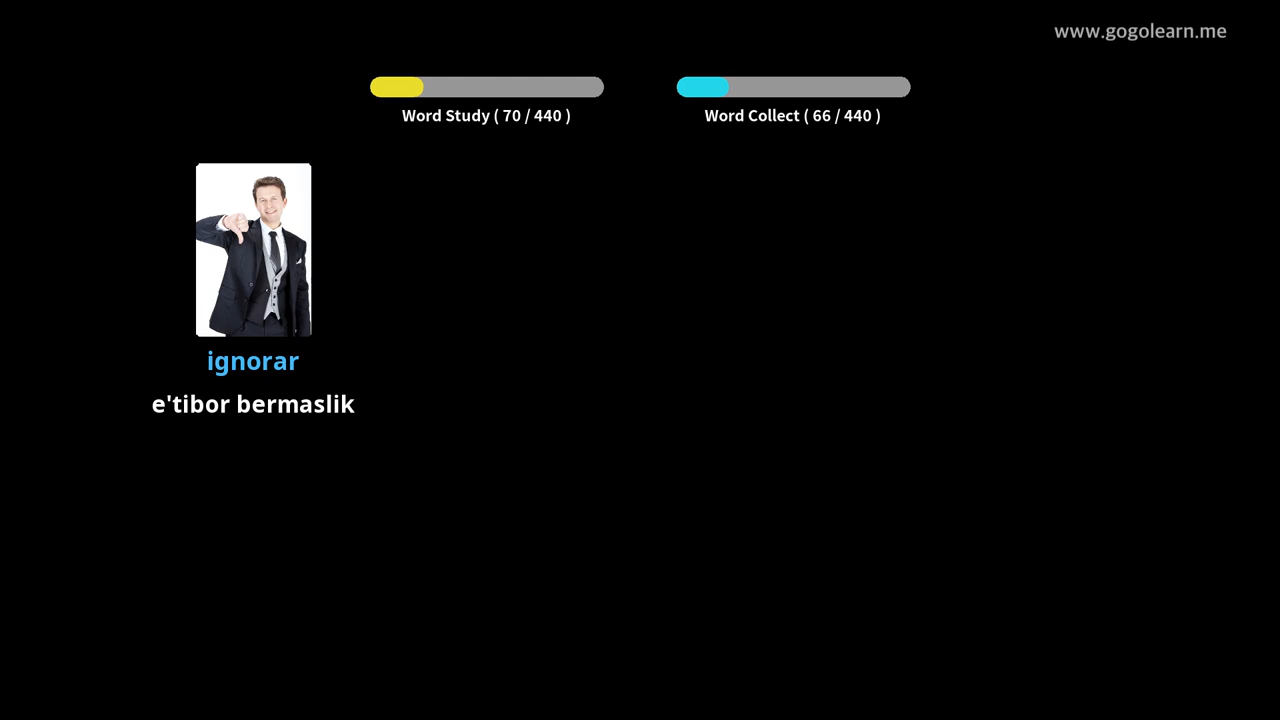 www.gogolearn.me
Word Study ( 70 / 440 )
Word Collect ( 66 / 440 )
ignorar
e'tibor bermaslik